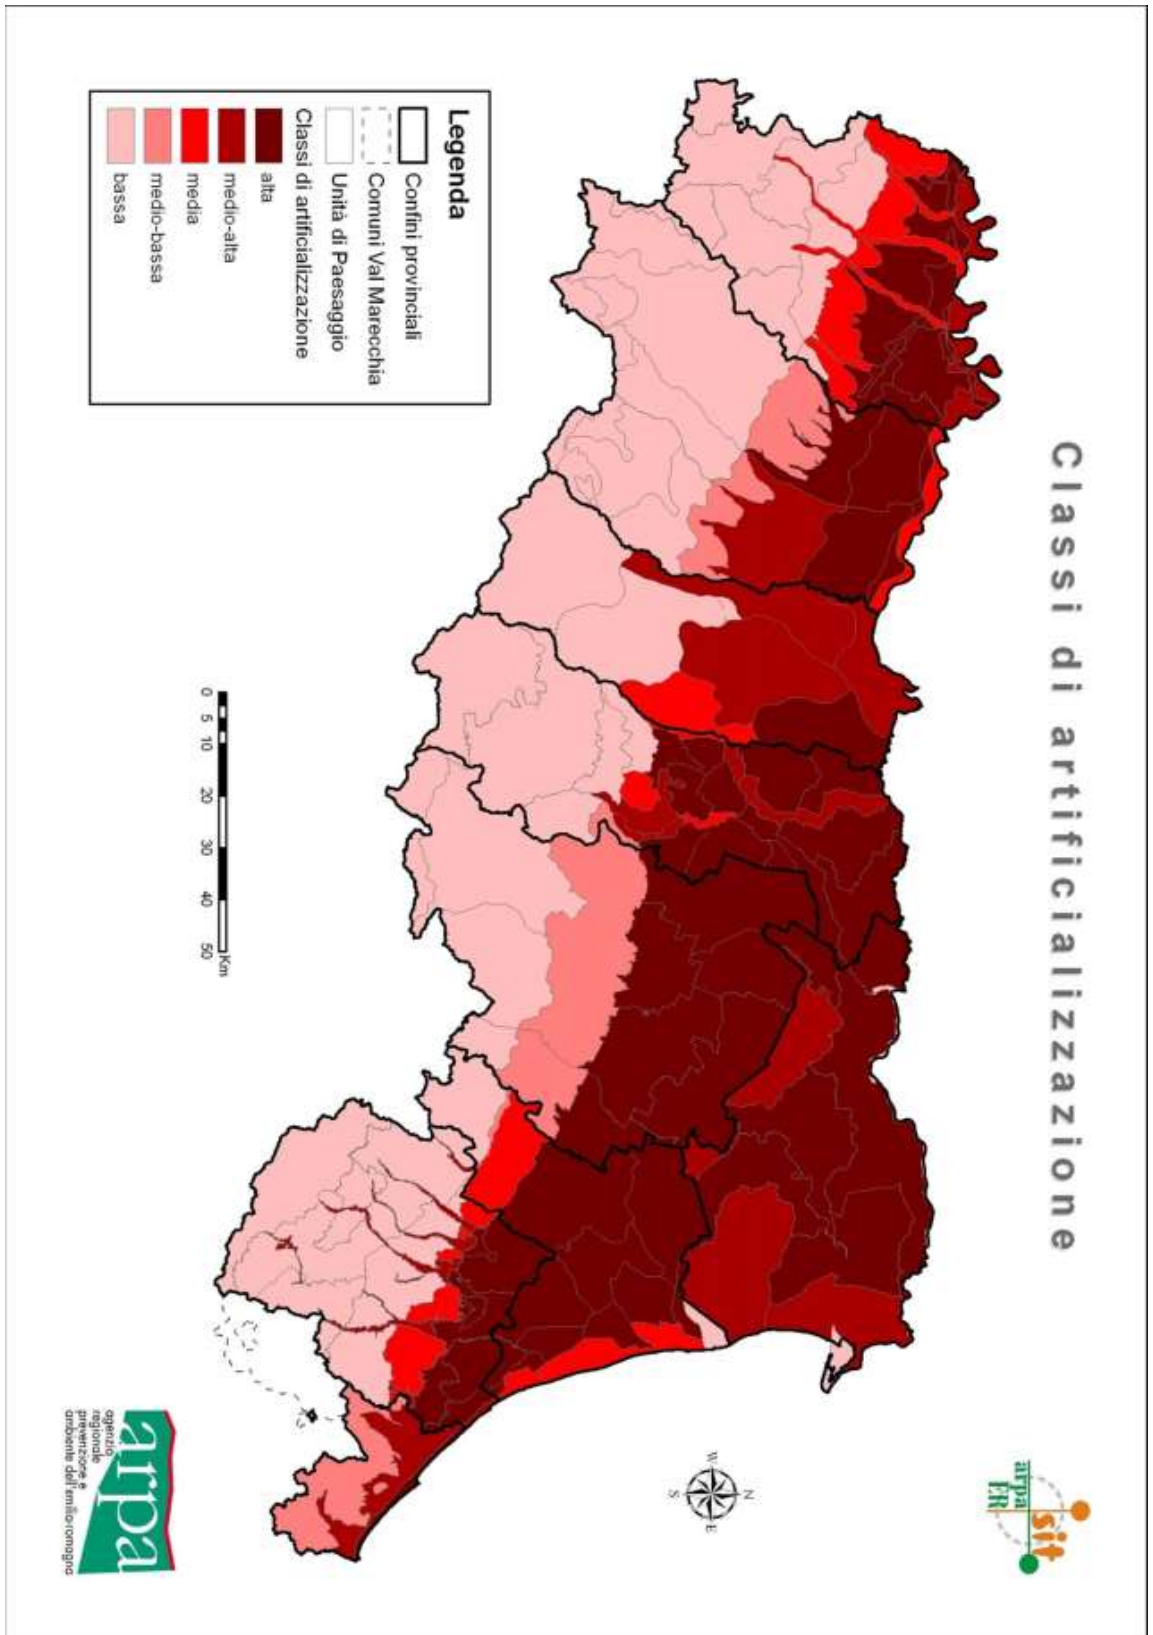 Classi di artificializzazione
Legenda
Confini provinciali
Comuni Val Marecchia
Unità di Paesaggio
Classi di artificializzazione
alta
medio-alta
media
medio-bassa
bassa
0 5 10 20 30 40 50
Km
N
W
E
S
sit
arpa
ER
arpa
agenzia
regionale
prevenzione e
ambiente dell'emilia-romagna